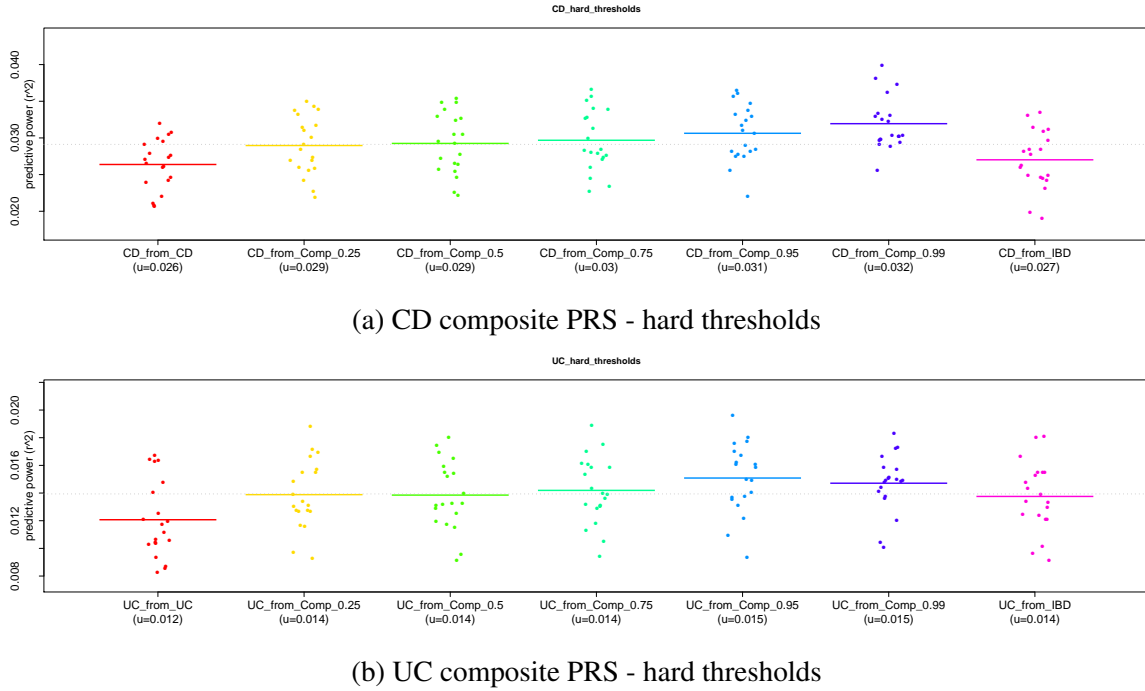 CD_hard_thresholds
predictive power (r^2)
0.040
0.030
0.020
CD_from_CD CD_from_Comp_0.25 CD_from_Comp_0.5 CD_from_Comp_0.75 CD_from_Comp_0.95 CD_from_Comp_0.99 CD_from_IBD
(u=0.026) (u=0.029) (u=0.029) (u=0.03) (u=0.031) (u=0.032) (u=0.027)
(a) CD composite PRS - hard thresholds
UC_hard_thresholds
predictive power (r^2)
0.020
0.016
0.012
0.008
UC_from_UC UC_from_Comp_0.25 UC_from_Comp_0.5 UC_from_Comp_0.75 UC_from_Comp_0.95 UC_from_Comp_0.99 UC_from_IBD
(u=0.012) (u=0.014) (u=0.014) (u=0.014) (u=0.015) (u=0.015) (u=0.014)
(b) UC composite PRS - hard thresholds